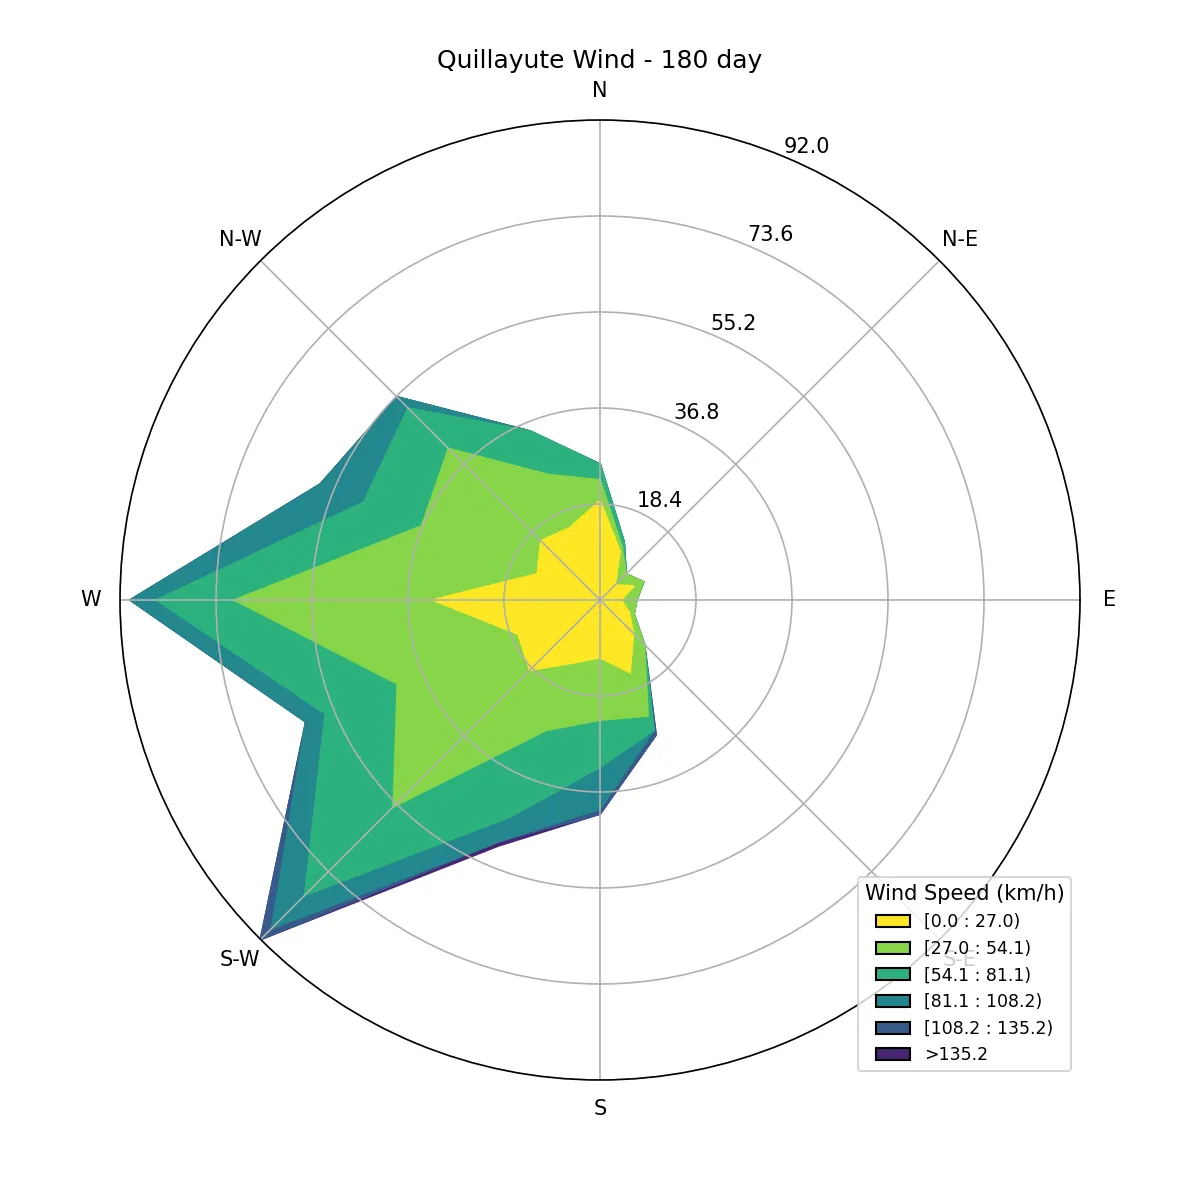 Quillayute Wind - 180 day
N
92.0
73.6
N-W
N-E
55.2
36.8
18.4
W
E
Wind Speed (km/h)
[0.0 : 27.0)
[27.0 : 54.1)
S-W
S-E
[54.1 : 81.1)
[81.1 : 108.2)
[108.2 : 135.2)
>135.2
S